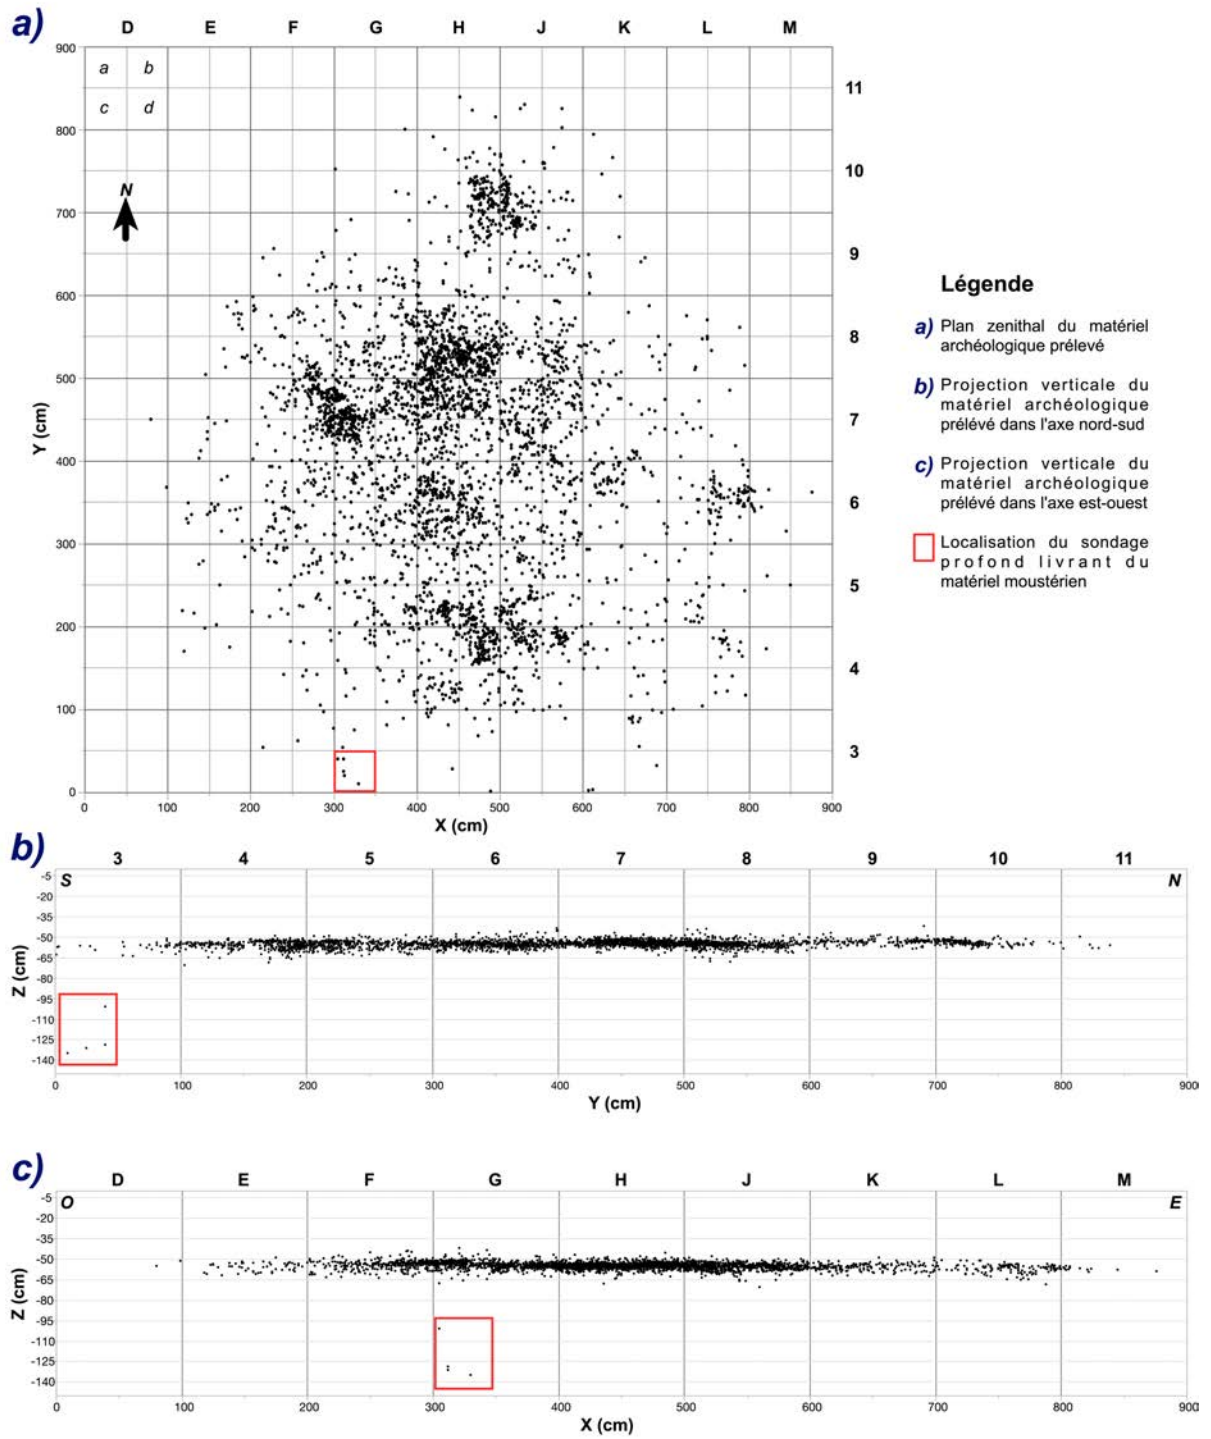 a)
D E F G H J K L M
900
a b
11
c d
800
10
N
700
9
600
8
500
7
Y (cm)
400
6
300
5
200
4
100
3
0
0 100 200 300 400 500 600 700 800 900
X (cm)
Légende
a) Plan zenithal du matériel
archéologique prélevé
b) Projection verticale du
matériel archéologique
prélévé dans l'axe nord-sud
c) Projection verticale du
matériel archéologique
prélévé dans l'axe est-ouest
Localisation du sondage
profond livrant du
matériel moustérien
b)
3 4 5 6 7 8 9 10 11
S N
-5
-20
-35
-50
-65
-80
-95
-110
-125
-140
Z (cm)
0 100 200 300 400 500 600 700 800 900
Y (cm)
c)
D E F G H J K L M
O E
-5
-20
-35
-50
-65
-80
-95
-110
-125
-140
Z (cm)
0 100 200 300 400 500 600 700 800 900
X (cm)